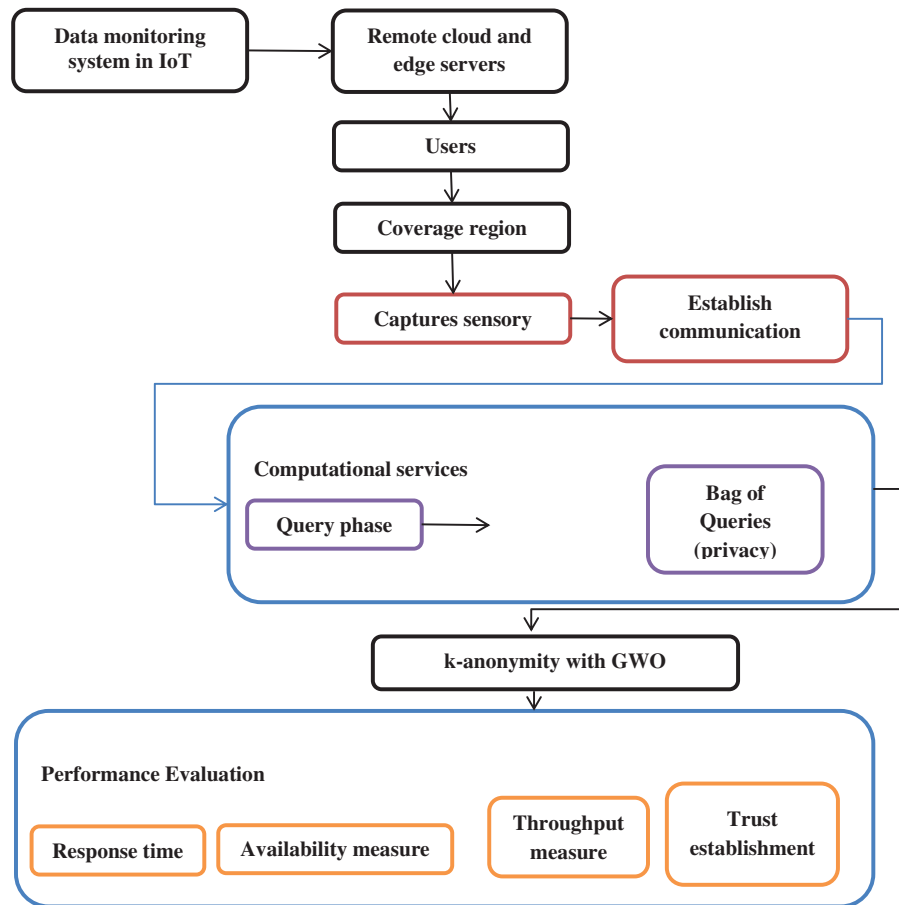 Data monitoring
system in IoT
Remote cloud and
edge servers
Users
Coverage region
Captures sensory
Establish
communication
Computational services
Query phase
Bag of
Queries
(privacy)
k-anonymity with GWO
Performance Evaluation
Response time
Availability measure
Throughput
measure
Trust
establishment